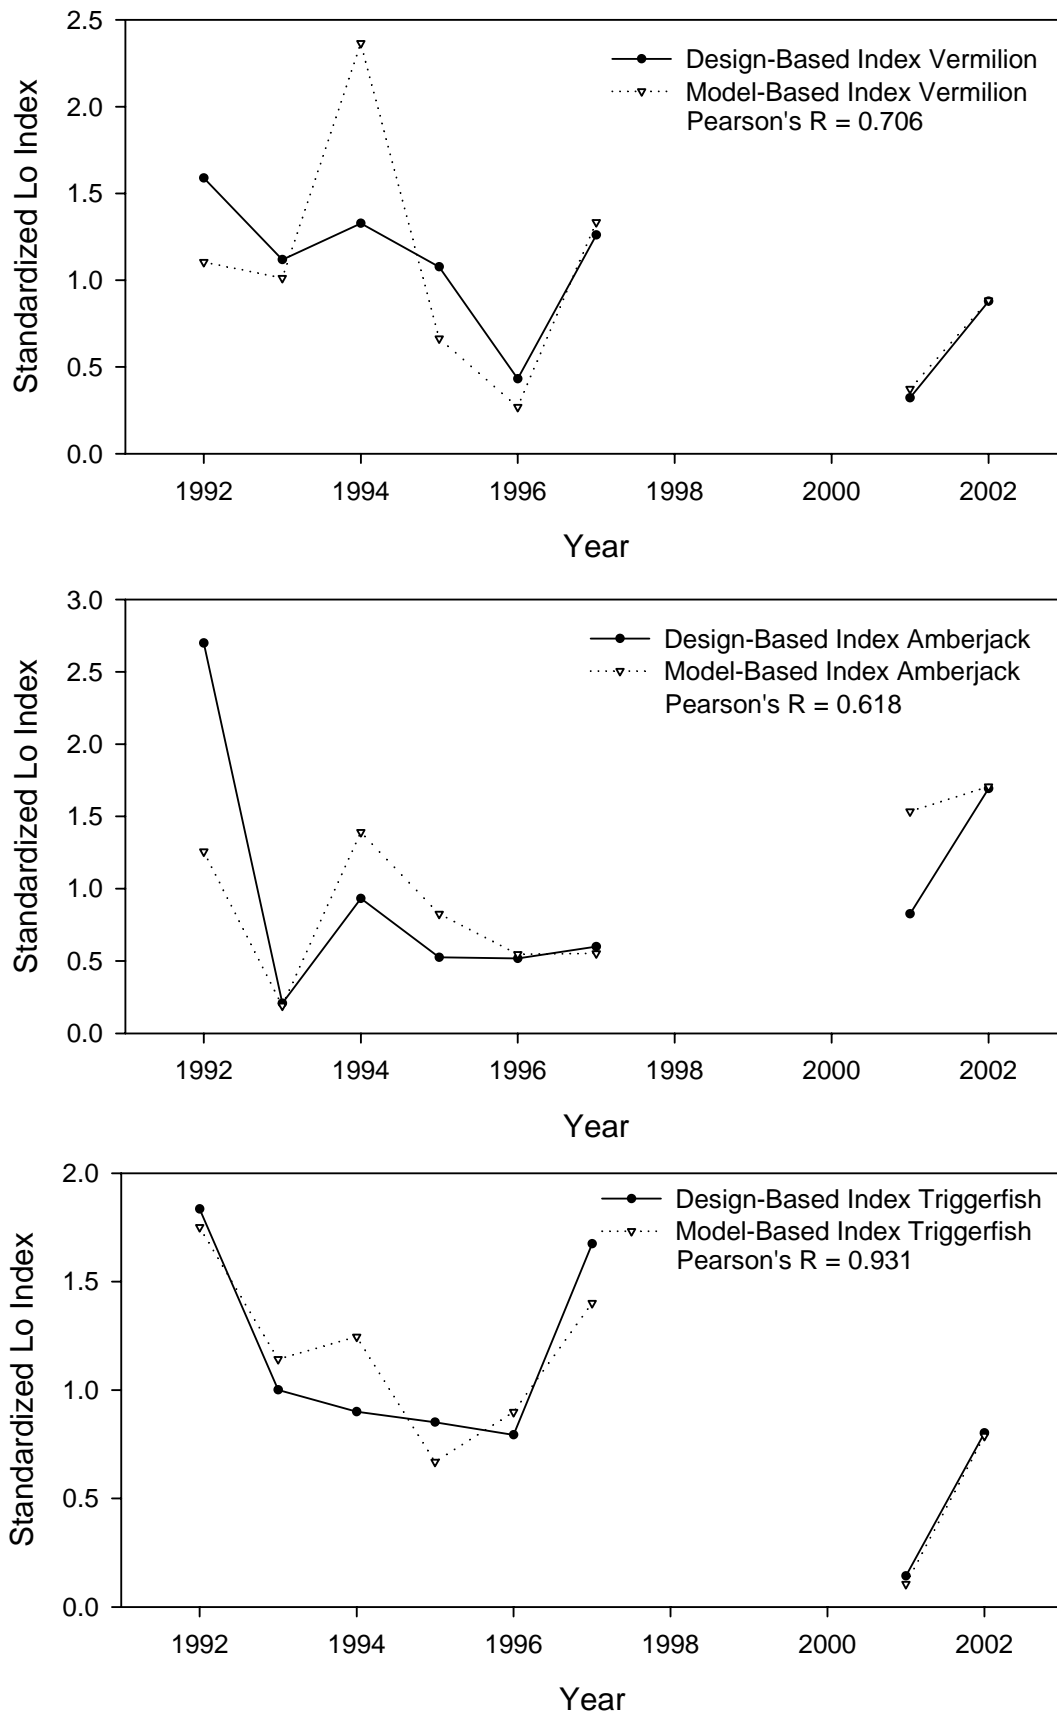 Standardized Lo Index
2.5
2.0
1.5
1.0
0.5
0.0
Design-Based Index Vermilion
Model-Based Index Vermilion
Pearson's R = 0.706
1992 1994 1996 1998 2000 2002
Year
Standardized Lo Index
3.0
2.5
2.0
1.5
1.0
0.5
0.0
Design-Based Index Amberjack
Model-Based Index Amberjack
Pearson's R = 0.618
1992 1994 1996 1998 2000 2002
Year
Standardized Lo Index
2.0
1.5
1.0
0.5
0.0
Design-Based Index Triggerfish
Model-Based Index Triggerfish
Pearson's R = 0.931
1992 1994 1996 1998 2000 2002
Year